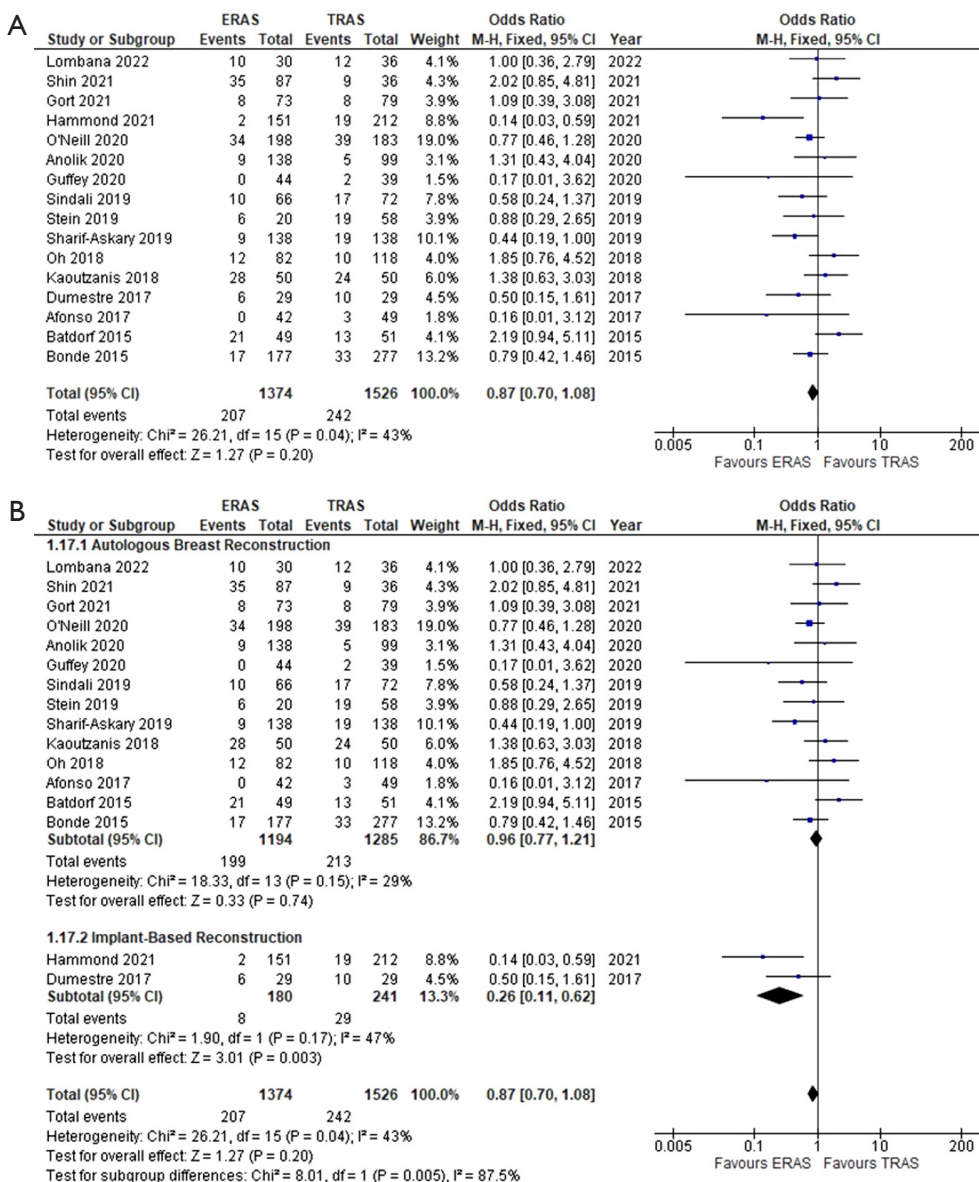 A
ERAS TRAS Odds Ratio Odds Ratio
Study or Subgroup Events Total Events Total Weight M-H, Fixed, 95% CI Year M-H, Fixed, 95% CI
Lombana 2022 10 30 12 36 4.1% 1.00 [0.36, 2.79] 2022
Shin 2021 35 87 9 36 4.3% 2.02 [0.85, 4.81] 2021
Gort 2021 8 73 8 79 3.9% 1.09 [0.39, 3.08] 2021
Hammond 2021 2 151 19 212 8.8% 0.14 [0.03, 0.59] 2021
O'Neill 2020 34 198 39 183 19.0% 0.77 [0.46, 1.28] 2020
Anolik 2020 9 138 5 99 3.1% 1.31 [0.43, 4.04] 2020
Guffey 2020 0 44 2 39 1.5% 0.17 [0.01, 3.62] 2020
Sindali 2019 10 66 17 72 7.8% 0.58 [0.24, 1.37] 2019
Stein 2019 6 20 19 58 3.9% 0.88 [0.29, 2.65] 2019
Sharif-Askary 2019 9 138 19 138 10.1% 0.44 [0.19, 1.00] 2019
Oh 2018 12 82 10 118 4.0% 1.85 [0.76, 4.52] 2018
Kaoutzanis 2018 28 50 24 50 6.0% 1.38 [0.63, 3.03] 2018
Dumestre 2017 6 29 10 29 4.5% 0.50 [0.15, 1.61] 2017
Afonso 2017 0 42 3 49 1.8% 0.16 [0.01, 3.12] 2017
Batdorf 2015 21 49 13 51 4.1% 2.19 [0.94, 5.11] 2015
Bonde 2015 17 177 33 277 13.2% 0.79 [0.42, 1.46] 2015
Total (95% CI) 1374 1526 100.0% 0.87 [0.70, 1.08]
Total events 207 242
Heterogeneity: Chi² = 26.21, df = 15 (P = 0.04); I² = 43%
Test for overall effect: Z = 1.27 (P = 0.20)
0.005 0.1 1 10 200
Favours ERAS Favours TRAS
B
ERAS TRAS Odds Ratio Odds Ratio
Study or Subgroup Events Total Events Total Weight M-H, Fixed, 95% CI Year M-H, Fixed, 95% CI
1.17.1 Autologous Breast Reconstruction
Lombana 2022 10 30 12 36 4.1% 1.00 [0.36, 2.79] 2022
Shin 2021 35 87 9 36 4.3% 2.02 [0.85, 4.81] 2021
Gort 2021 8 73 8 79 3.9% 1.09 [0.39, 3.08] 2021
O'Neill 2020 34 198 39 183 19.0% 0.77 [0.46, 1.28] 2020
Anolik 2020 9 138 5 99 3.1% 1.31 [0.43, 4.04] 2020
Guffey 2020 0 44 2 39 1.5% 0.17 [0.01, 3.62] 2020
Sindali 2019 10 66 17 72 7.8% 0.58 [0.24, 1.37] 2019
Stein 2019 6 20 19 58 3.9% 0.88 [0.29, 2.65] 2019
Sharif-Askary 2019 9 138 19 138 10.1% 0.44 [0.19, 1.00] 2019
Kaoutzanis 2018 28 50 24 50 6.0% 1.38 [0.63, 3.03] 2018
Oh 2018 12 82 10 118 4.0% 1.85 [0.76, 4.52] 2018
Afonso 2017 0 42 3 49 1.8% 0.16 [0.01, 3.12] 2017
Batdorf 2015 21 49 13 51 4.1% 2.19 [0.94, 5.11] 2015
Bonde 2015 17 177 33 277 13.2% 0.79 [0.42, 1.46] 2015
Subtotal (95% CI) 1194 1285 86.7% 0.96 [0.77, 1.21]
Total events 199 213
Heterogeneity: Chi² = 18.33, df = 13 (P = 0.15); I² = 29%
Test for overall effect: Z = 0.33 (P = 0.74)
1.17.2 Implant-Based Reconstruction
Hammond 2021 2 151 19 212 8.8% 0.14 [0.03, 0.59] 2021
Dumestre 2017 6 29 10 29 4.5% 0.50 [0.15, 1.61] 2017
Subtotal (95% CI) 180 241 13.3% 0.26 [0.11, 0.62]
Total events 8 29
Heterogeneity: Chi² = 1.90, df = 1 (P = 0.17); I² = 47%
Test for overall effect: Z = 3.01 (P = 0.003)
Total (95% CI) 1374 1526 100.0% 0.87 [0.70, 1.08]
Total events 207 242
Heterogeneity: Chi² = 26.21, df = 15 (P = 0.04); I² = 43%
Test for overall effect: Z = 1.27 (P = 0.20)
Test for subgroup differences: Chi² = 8.01, df = 1 (P = 0.005), I² = 87.5%
0.005 0.1 1 10 200
Favours ERAS Favours TRAS